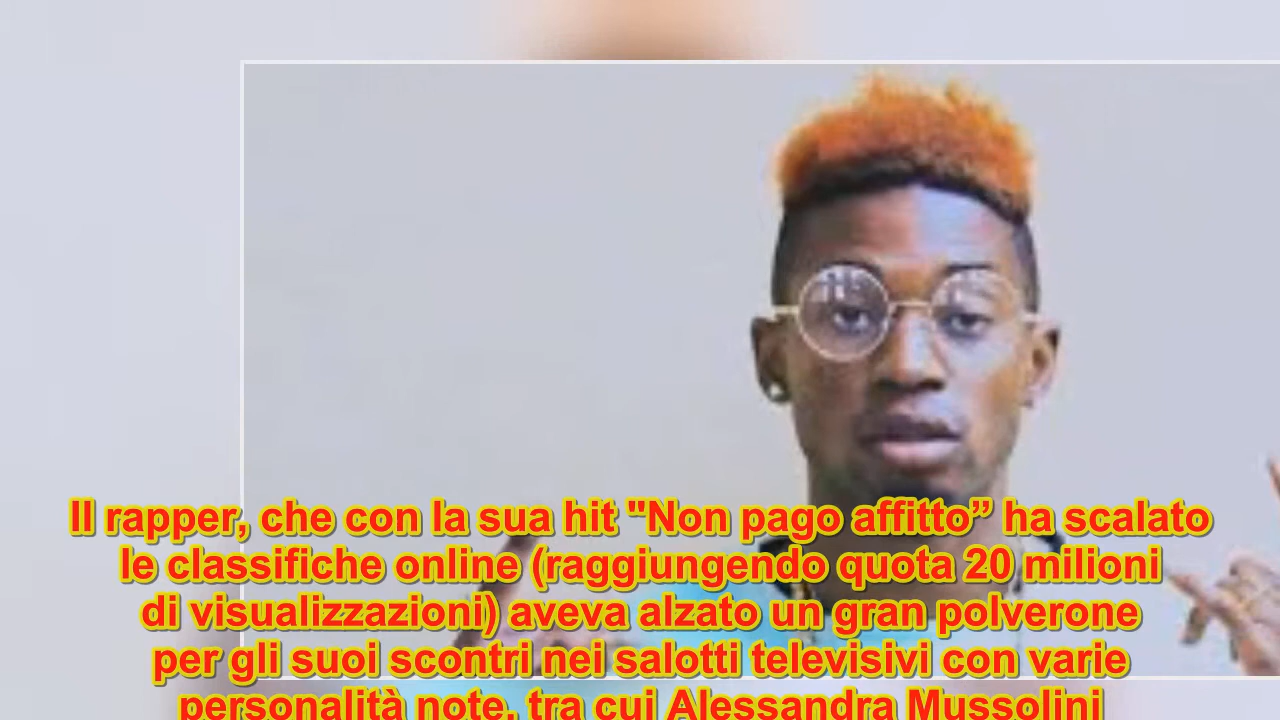 Il rapper, che con la sua hit "Non pago affitto” ha scalato
le classifiche online (raggiungendo quota 20 milioni
di visualizzazioni) aveva alzato un gran polverone
per gli suoi scontri nei salotti televisivi con varie
personalità note, tra cui Alessandra Mussolini